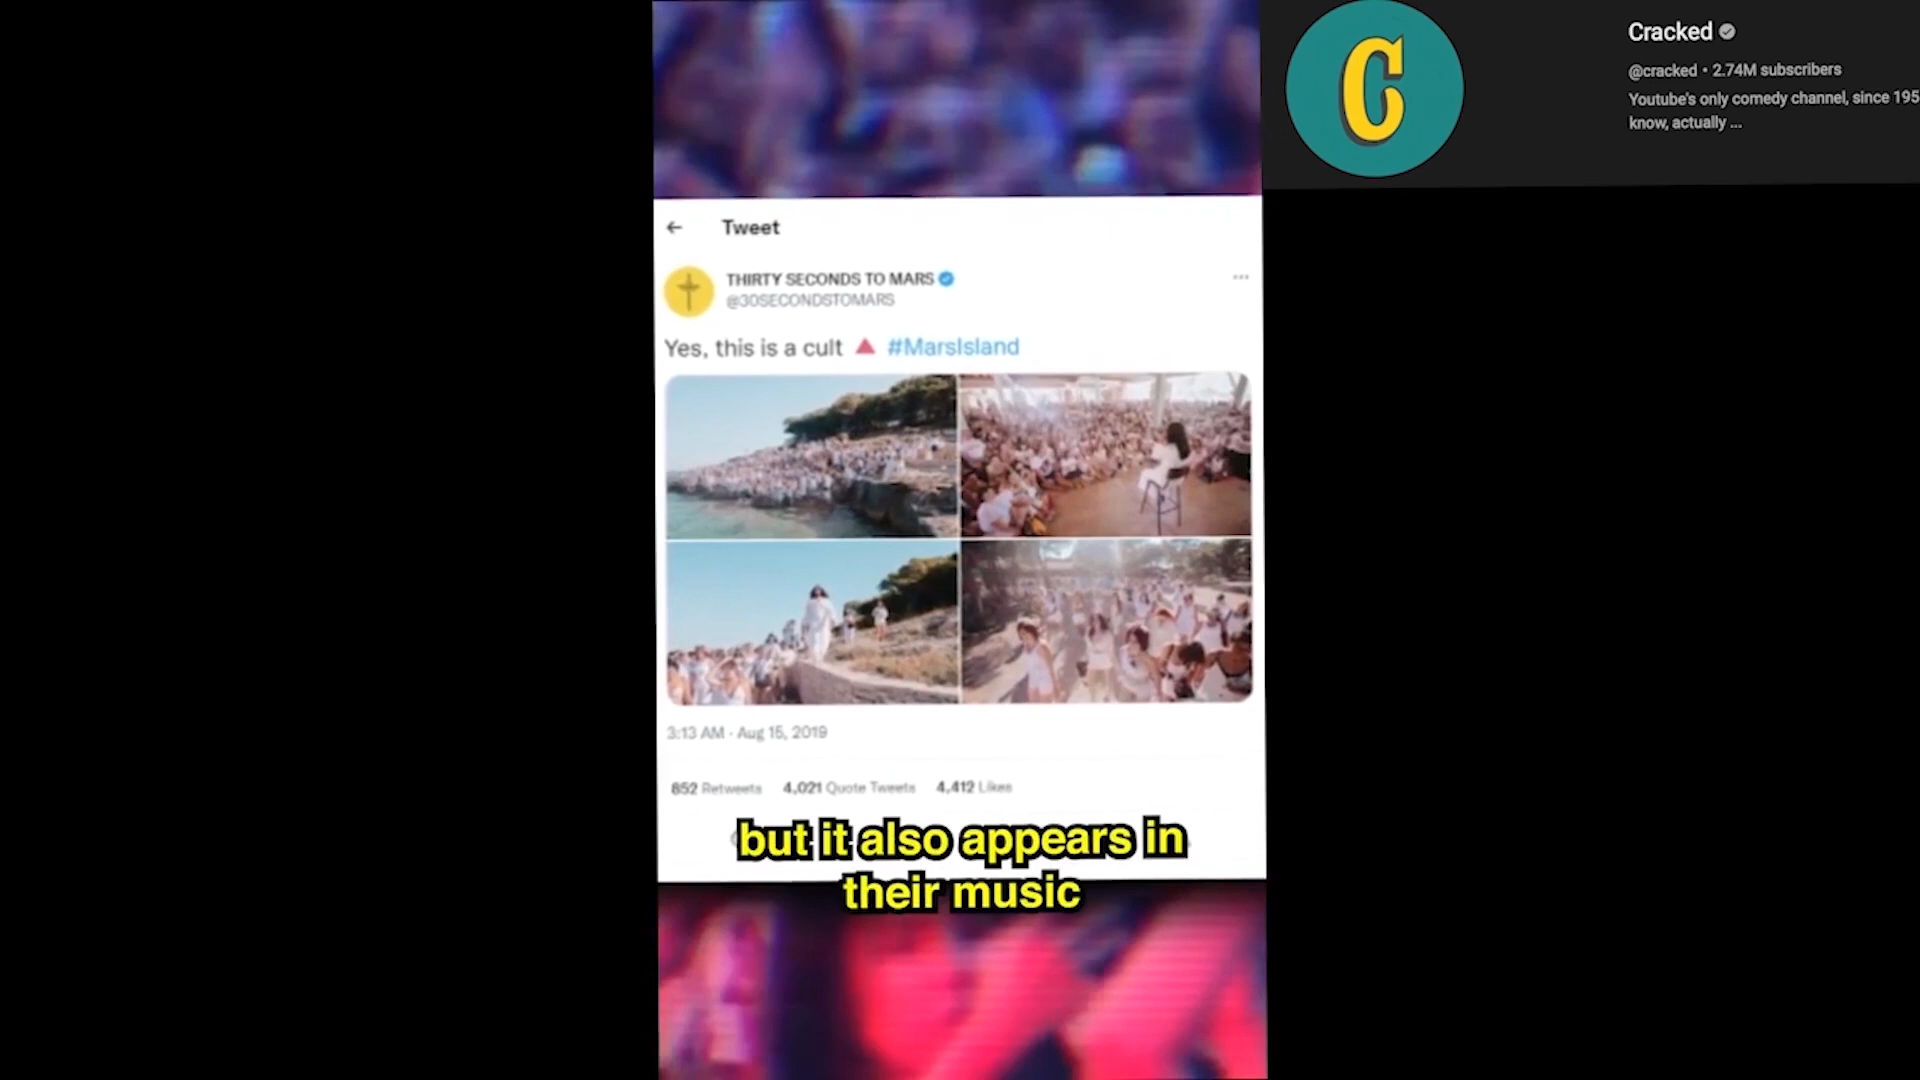 Cracked
@cracked • 2.74M subscribers
Youtube's only comedy channel, since 195
know, actually ...
C
← Tweet
THIRTY SECONDS TO MARS
@30SECONDSTOMARS
Yes, this is a cult 🔺 #MarsIsland
3:13 AM · Aug 15, 2019
852 Retweets 4,021 Quote Tweets 4,412 Likes
but it also appears in
their music